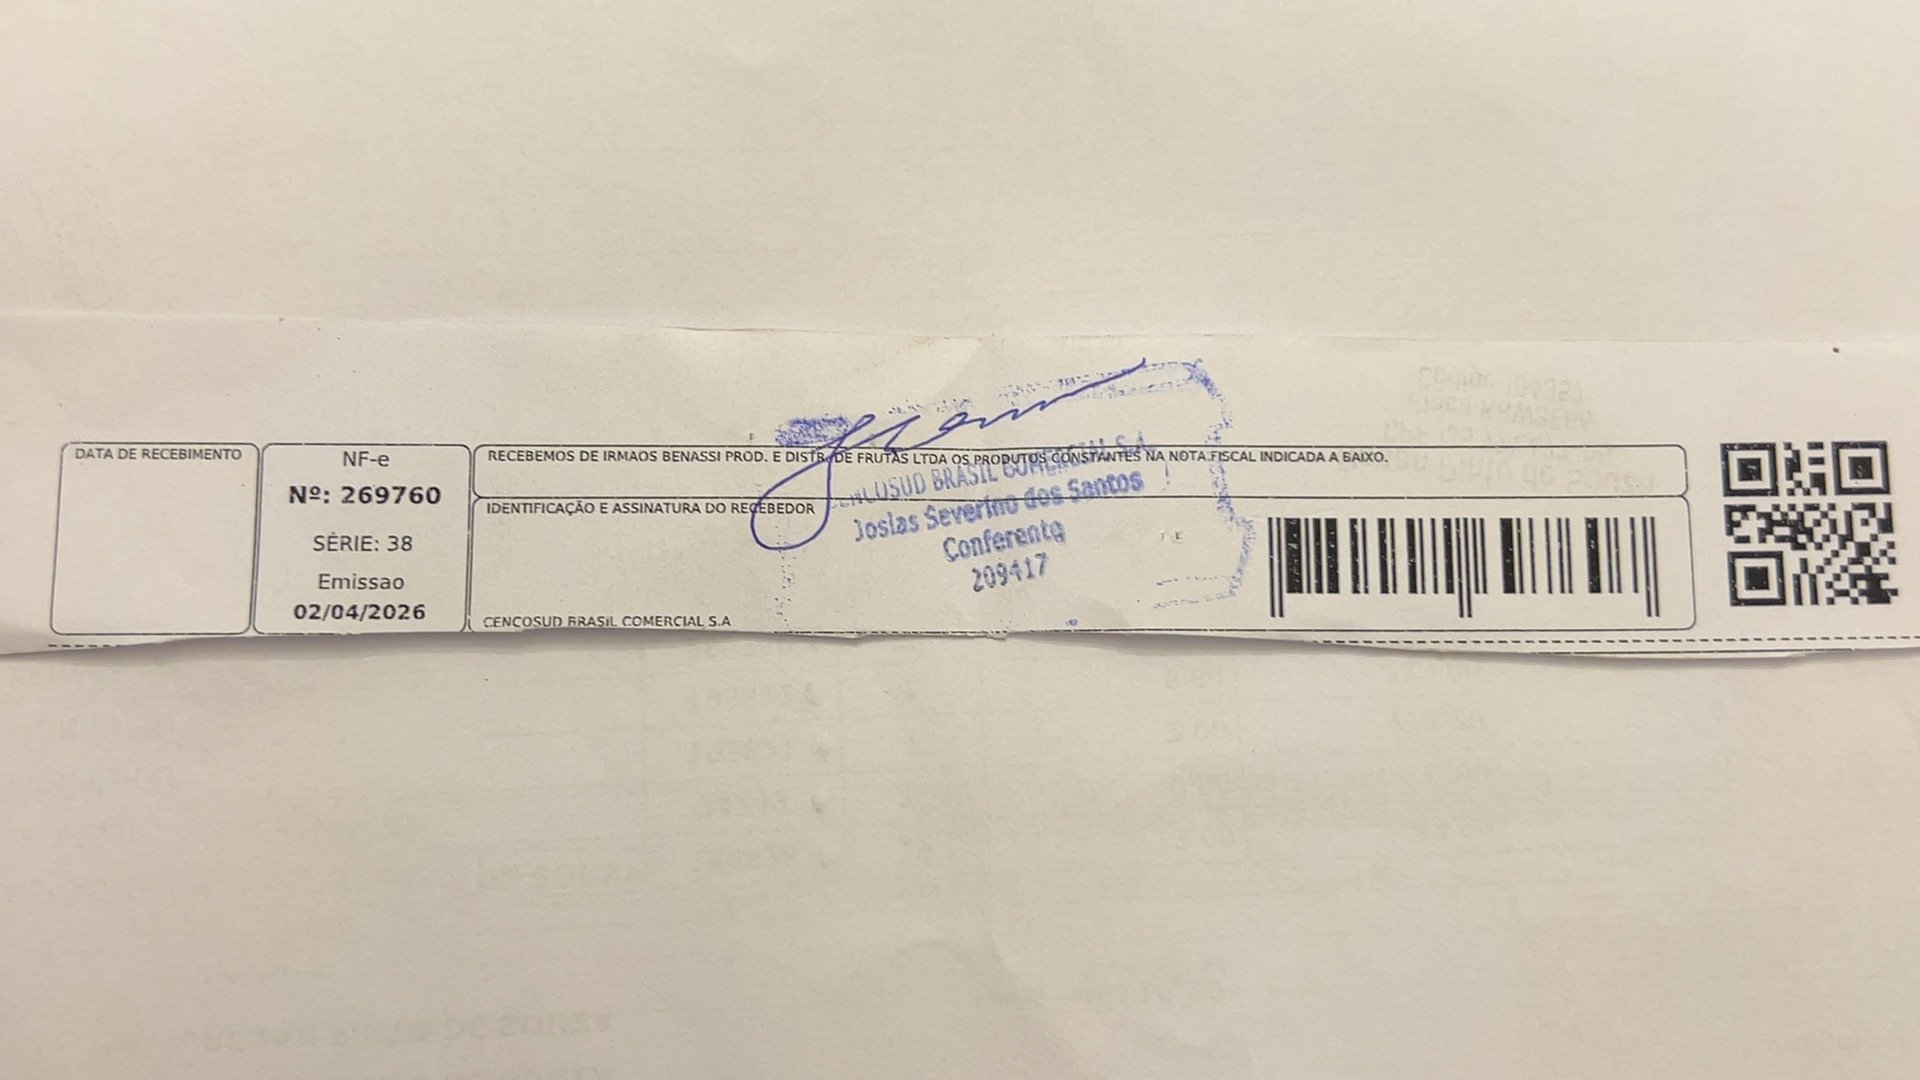 DATA DE RECEBIMENTO
NF-e
Nº: 269760
SÉRIE: 38
Emissao
02/04/2026
RECEBEMOS DE IRMAOS BENASSI PROD. E DISTR. DE FRUTAS LTDA OS PRODUTOS CONSTANTES NA NOTA FISCAL INDICADA A BAIXO.
IDENTIFICAÇÃO E ASSINATURA DO RECEBEDOR
CENCOSUD BRASIL COMERCIAL S.A
CENCOSUD BRASIL COMERCIAL S.A.
Josias Severino dos Santos
Conferente
209417